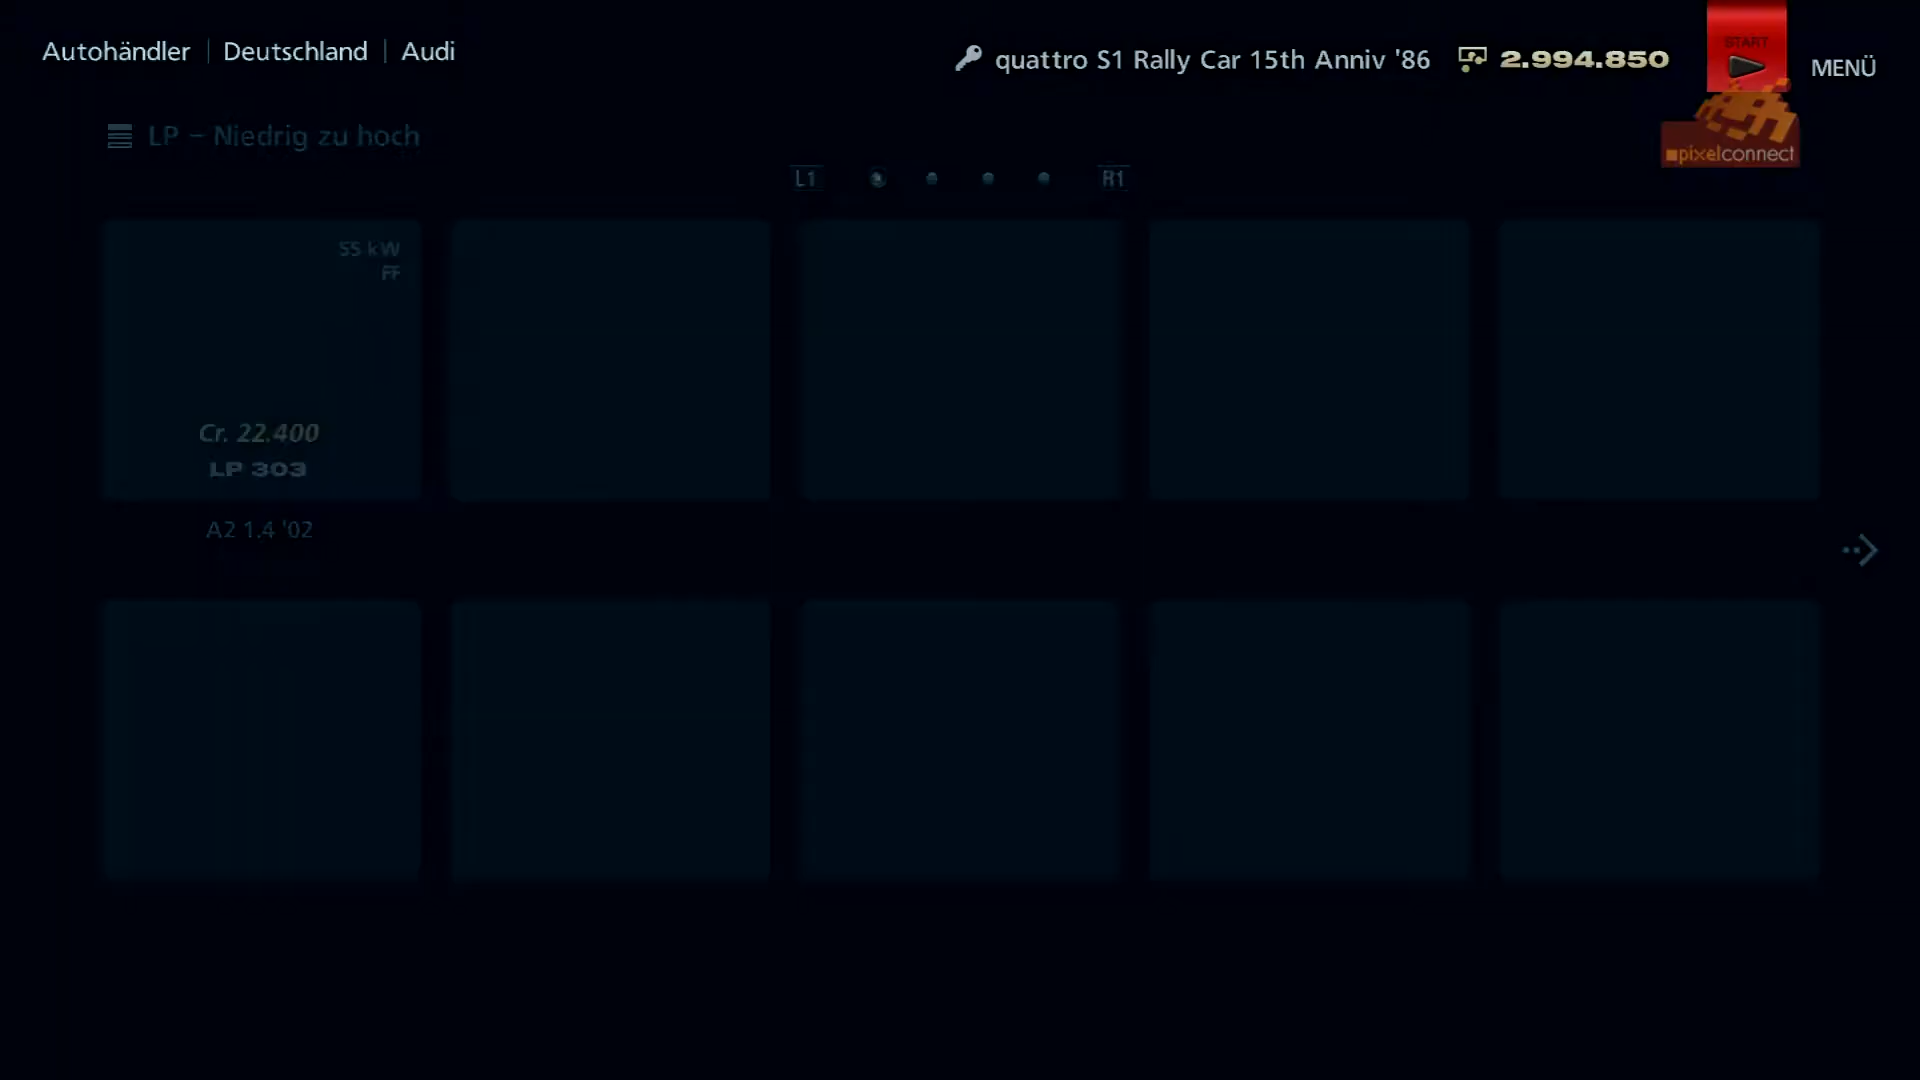 Autohändler | Deutschland | Audi
quattro S1 Rally Car 15th Anniv '86
2.994.850
START
MENÜ
LP – Niedrig zu hoch
pixelconnect
L1
R1
55 kW
FF
Cr. 22.400
LP 303
A2 1.4 '02